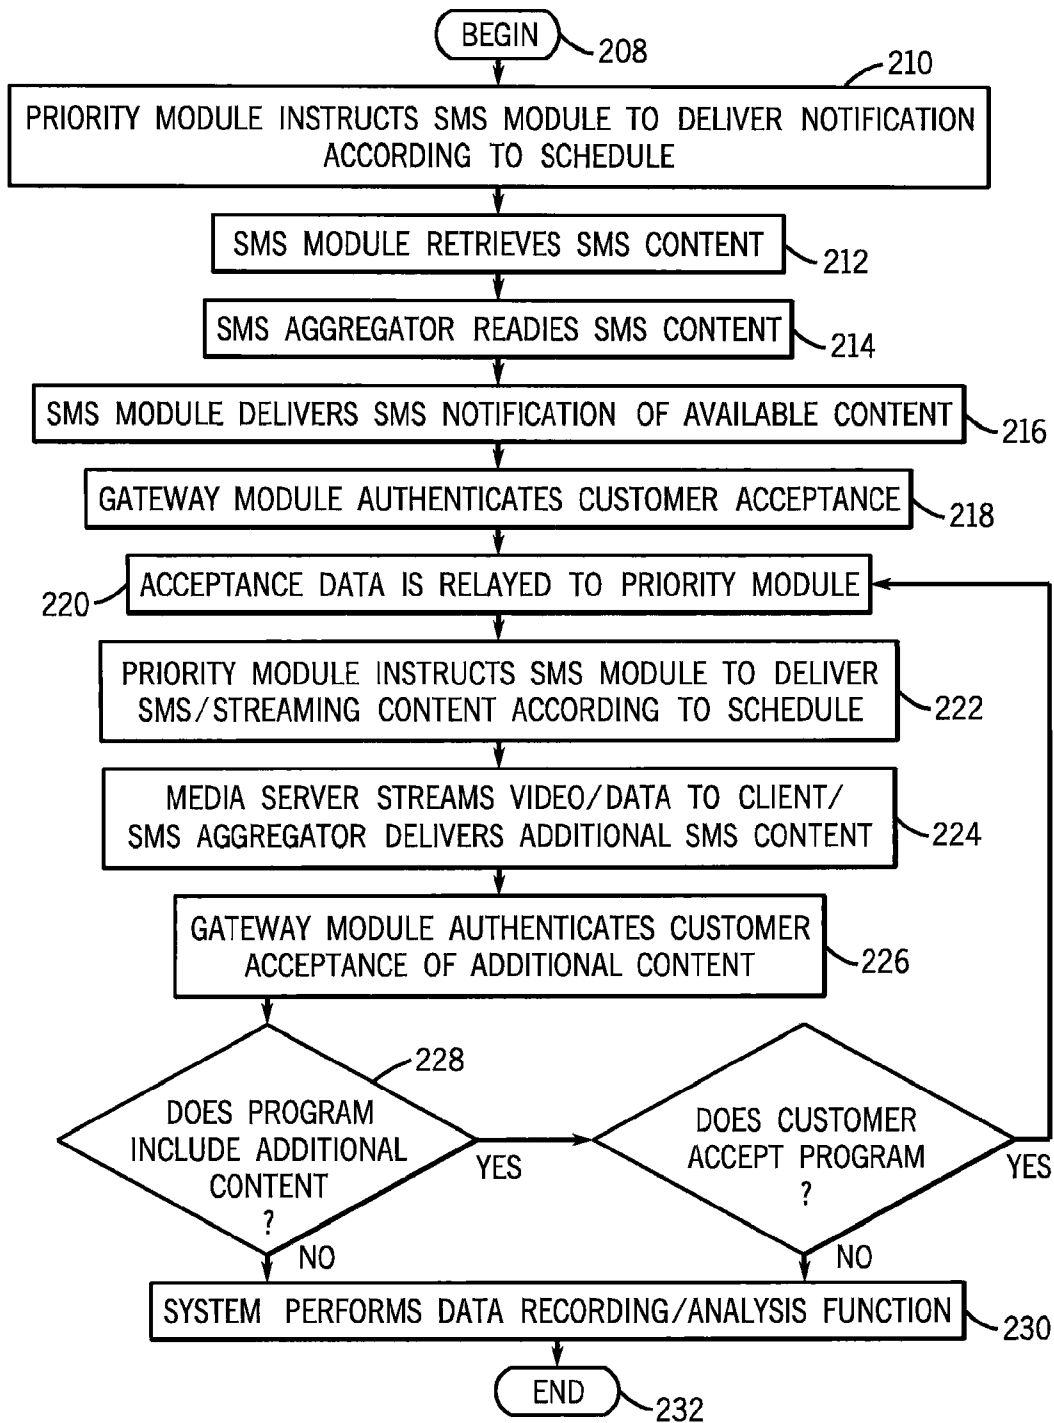 BEGIN
208
210
PRIORITY MODULE INSTRUCTS SMS MODULE TO DELIVER NOTIFICATION
ACCORDING TO SCHEDULE
SMS MODULE RETRIEVES SMS CONTENT
212
SMS AGGREGATOR READIES SMS CONTENT
214
SMS MODULE DELIVERS SMS NOTIFICATION OF AVAILABLE CONTENT
216
GATEWAY MODULE AUTHENTICATES CUSTOMER ACCEPTANCE
218
ACCEPTANCE DATA IS RELAYED TO PRIORITY MODULE
220
PRIORITY MODULE INSTRUCTS SMS MODULE TO DELIVER
SMS/STREAMING CONTENT ACCORDING TO SCHEDULE
222
MEDIA SERVER STREAMS VIDEO/DATA TO CLIENT/
SMS AGGREGATOR DELIVERS ADDITIONAL SMS CONTENT
224
GATEWAY MODULE AUTHENTICATES CUSTOMER
ACCEPTANCE OF ADDITIONAL CONTENT
226
228
DOES PROGRAM
INCLUDE ADDITIONAL
CONTENT
?
YES
NO
DOES CUSTOMER
ACCEPT PROGRAM
?
YES
NO
SYSTEM PERFORMS DATA RECORDING/ANALYSIS FUNCTION
230
END
232